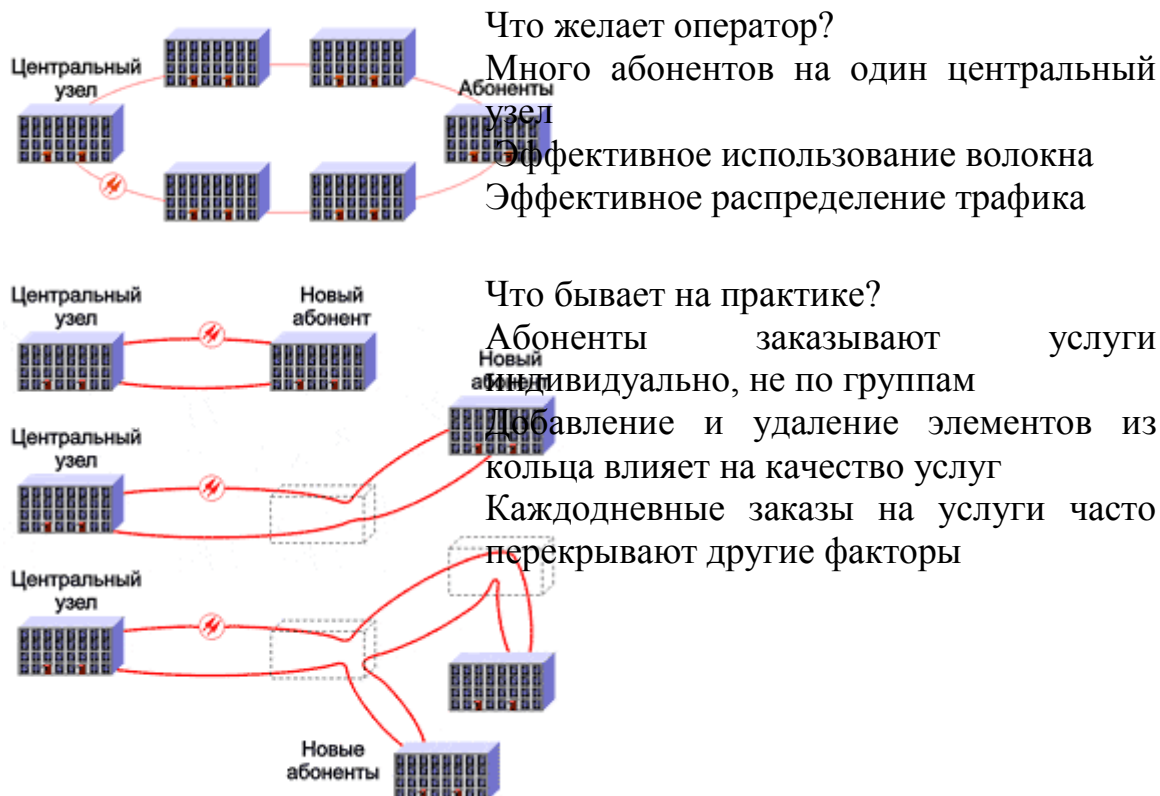 Что желает оператор?
Центральный
узел
Много абонентов на один центральный
Абоненты
узел
Эффективное использование волокна
Эффективное распределение трафика
Центральный
узел
Новый
абонент
Что бывает на практике?
Абоненты заказывают услуги
Новый
абонент
индивидуально, не по группам
Центральный
узел
Добавление и удаление элементов из
кольца влияет на качество услуг
Каждодневные заказы на услуги часто
перекрывают другие факторы
Центральный
узел
Новые
абоненты